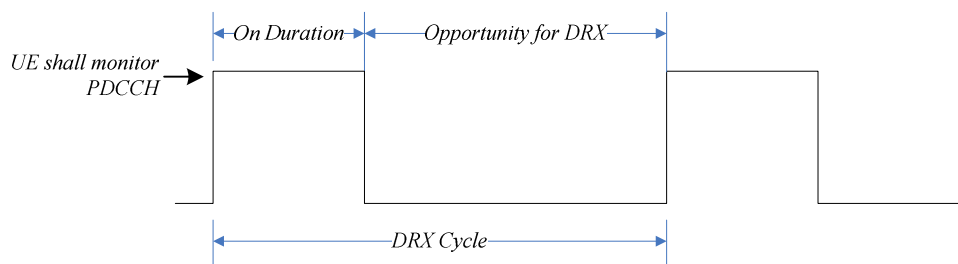 On Duration
Opportunity for DRX
UE shall monitor
PDCCH
DRX Cycle